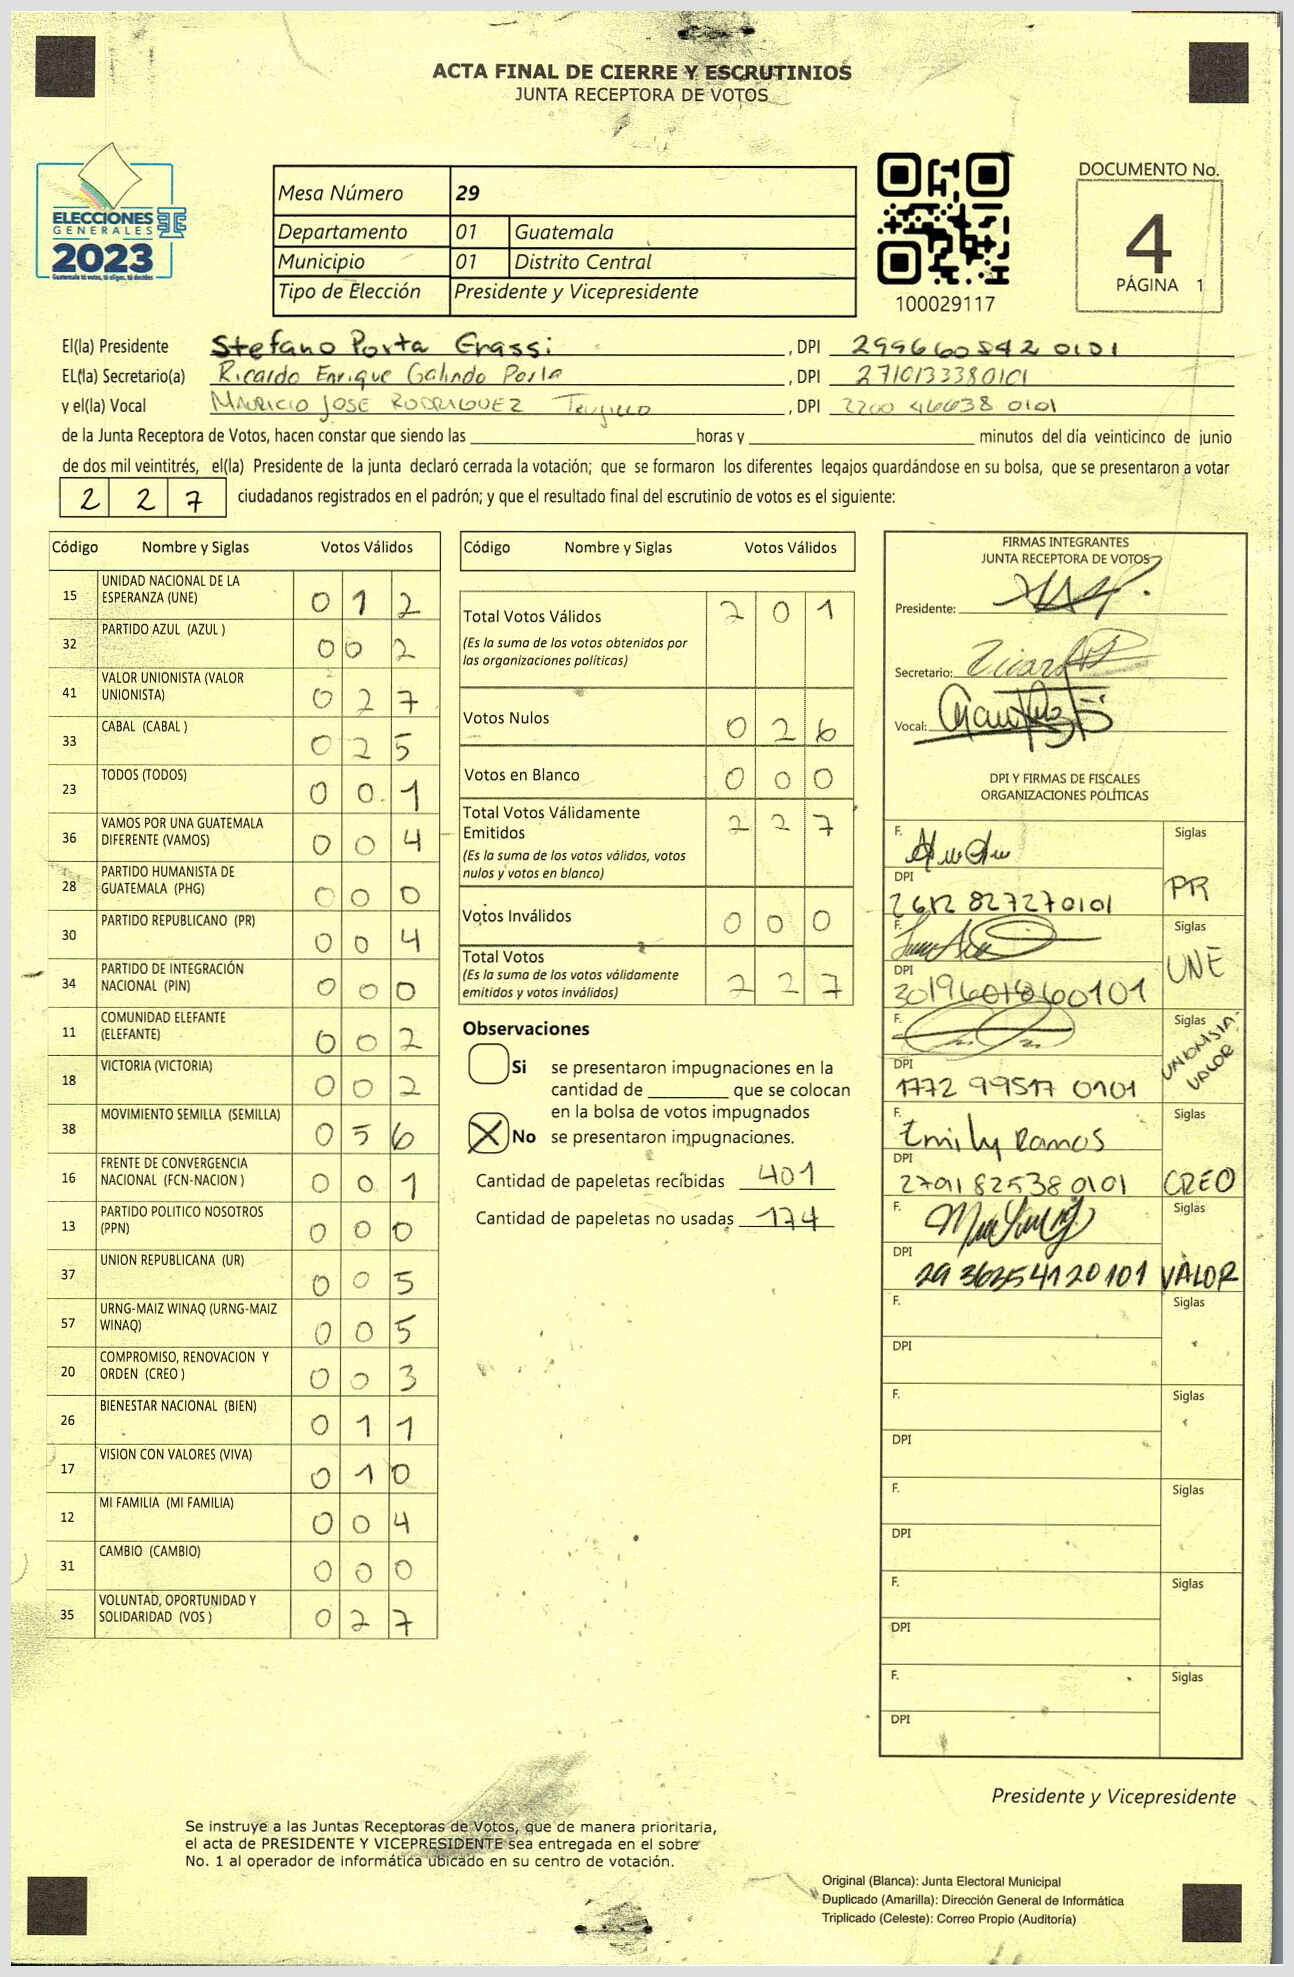 ACTA FINAL DE CIERRE Y ESCRUTINIOS
JUNTA RECEPTORA DE VOTOS
ELECCIONES
GENERALES
2023
Guatemala tú votas, tú eliges, tú decides
Mesa Número 29
Departamento 01 Guatemala
Municipio 01 Distrito Central
Tipo de Elección Presidente y Vicepresidente
100029117
DOCUMENTO No.
4
PÁGINA 1
El(la) Presidente Stefano Porta Grassi, DPI 299660842 0101
EL(la) Secretario(a) Ricardo Enrique Galindo Porta, DPI 2710133380101
y el(la) Vocal MAURICIO JOSE RODRIGUEZ Trujillo, DPI 2200 46638 0101
de la Junta Receptora de Votos, hacen constar que siendo las horas y minutos del día veinticinco de junio
de dos mil veintitrés, el(la) Presidente de la junta declaró cerrada la votación; que se formaron los diferentes legajos guardándose en su bolsa, que se presentaron a votar
2 2 7 ciudadanos registrados en el padrón; y que el resultado final del escrutinio de votos es el siguiente:
Código Nombre y Siglas Votos Válidos
15 UNIDAD NACIONAL DE LA ESPERANZA (UNE) 0 1 2
32 PARTIDO AZUL (AZUL ) 0 0 2
41 VALOR UNIONISTA (VALOR UNIONISTA) 0 2 7
33 CABAL (CABAL ) 0 2 5
23 TODOS (TODOS) 0 0 1
36 VAMOS POR UNA GUATEMALA DIFERENTE (VAMOS) 0 0 4
28 PARTIDO HUMANISTA DE GUATEMALA (PHG) 0 0 0
30 PARTIDO REPUBLICANO (PR) 0 0 4
34 PARTIDO DE INTEGRACIÓN NACIONAL (PIN) 0 0 0
11 COMUNIDAD ELEFANTE (ELEFANTE) 0 0 2
18 VICTORIA (VICTORIA) 0 0 2
38 MOVIMIENTO SEMILLA (SEMILLA) 0 5 6
16 FRENTE DE CONVERGENCIA NACIONAL (FCN-NACION ) 0 0 1
13 PARTIDO POLITICO NOSOTROS (PPN) 0 0 0
37 UNION REPUBLICANA (UR) 0 0 5
57 URNG-MAIZ WINAQ (URNG-MAIZ WINAQ) 0 0 5
20 COMPROMISO, RENOVACION Y ORDEN (CREO ) 0 0 3
26 BIENESTAR NACIONAL (BIEN) 0 1 1
17 VISION CON VALORES (VIVA) 0 1 0
12 MI FAMILIA (MI FAMILIA) 0 0 4
31 CAMBIO (CAMBIO) 0 0 0
35 VOLUNTAD, OPORTUNIDAD Y SOLIDARIDAD (VOS ) 0 2 7
Código Nombre y Siglas Votos Válidos
Total Votos Válidos 2 0 1
(Es la suma de los votos obtenidos por
las organizaciones políticas)
Votos Nulos 0 2 6
Votos en Blanco 0 0 0
Total Votos Válidamente
Emitidos 2 2 7
(Es la suma de los votos válidos, votos
nulos y votos en blanco)
Votos Inválidos 0 0 0
Total Votos
(Es la suma de los votos válidamente
emitidos y votos inválidos) 2 2 7
Observaciones
Si se presentaron impugnaciones en la
cantidad de que se colocan
en la bolsa de votos impugnados
X No se presentaron impugnaciones.
Cantidad de papeletas recibidas 401
Cantidad de papeletas no usadas 174
FIRMAS INTEGRANTES
JUNTA RECEPTORA DE VOTOS
Presidente:
Secretario:
Vocal:
DPI Y FIRMAS DE FISCALES
ORGANIZACIONES POLÍTICAS
F. Siglas
DPI PR
2612 827270101
F. Siglas
DPI UNE
3019601860101
F. Siglas
DPI UNIONISTA-VALOR
1772 99517 0101
F. Emily Ramos Siglas
DPI
270182538 0101 CREO
F. Siglas
DPI
29 36254120101 VALOR
F. Siglas
DPI
F. Siglas
DPI
F. Siglas
DPI
F. Siglas
DPI
F. Siglas
DPI
Presidente y Vicepresidente
Se instruye a las Juntas Receptoras de Votos, que de manera prioritaria,
el acta de PRESIDENTE Y VICEPRESIDENTE sea entregada en el sobre
No. 1 al operador de informática ubicado en su centro de votación.
Original (Blanca): Junta Electoral Municipal
Duplicado (Amarilla): Dirección General de Informática
Triplicado (Celeste): Correo Propio (Auditoría)